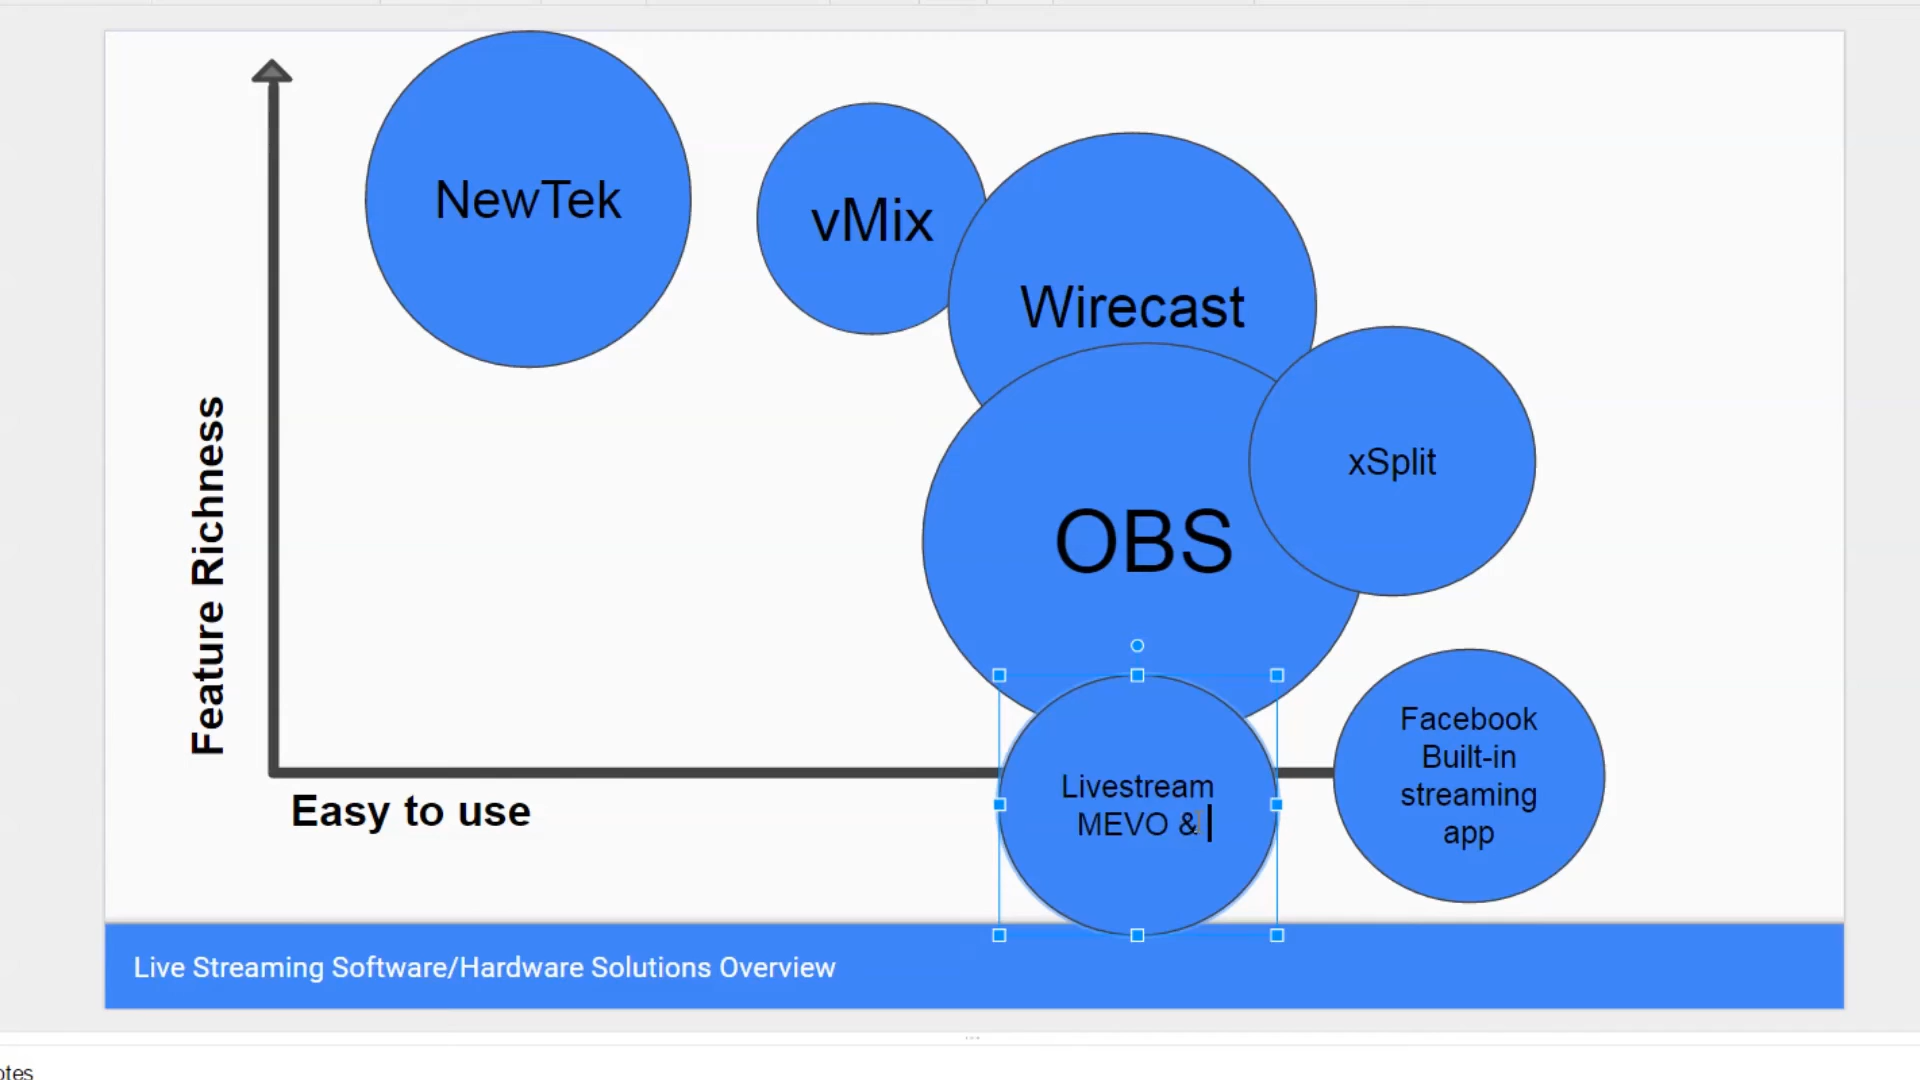 NewTek
vMix
Wirecast
xSplit
OBS
Feature Richness
Easy to use
Livestream
MEVO &
Facebook
Built-in
streaming
app
Live Streaming Software/Hardware Solutions Overview
otes